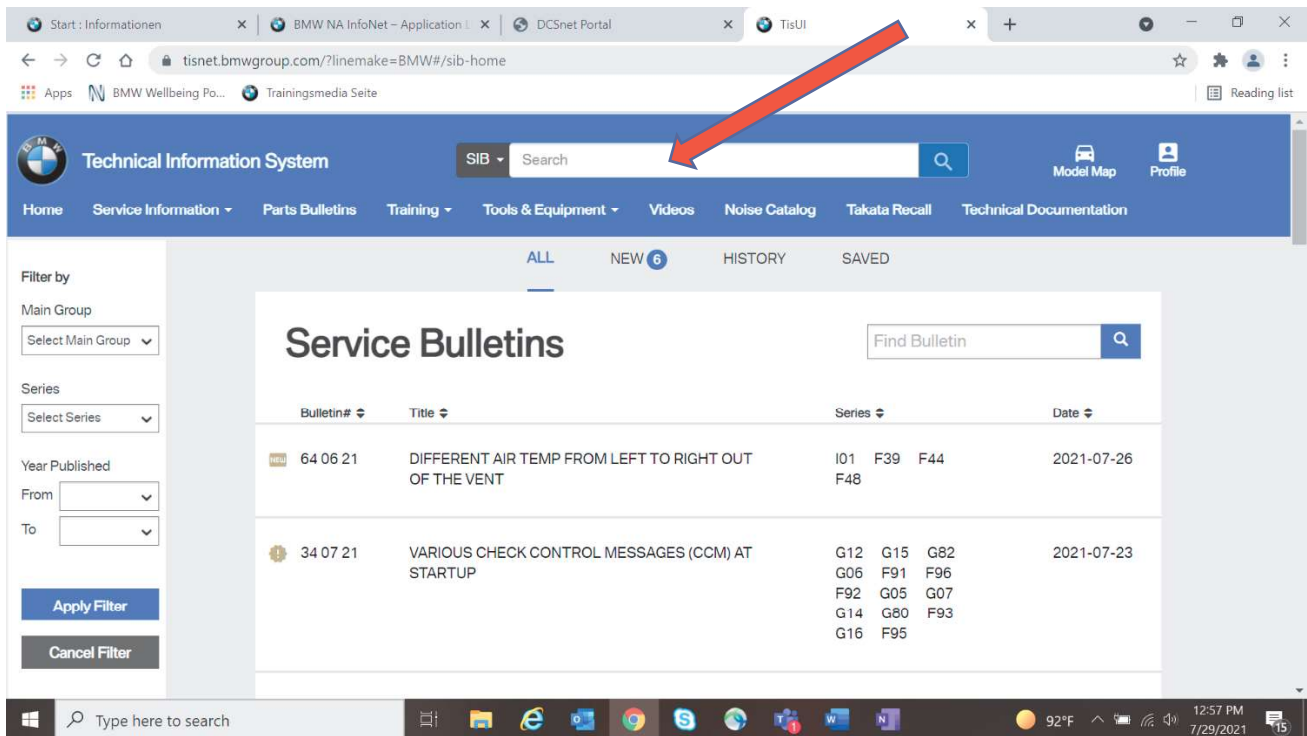 Start : Informationen
BMW NA InfoNet – Application L
DCSnet Portal
TisUI
tisnet.bmwgroup.com/?linemake=BMW#/sib-home
Apps BMW Wellbeing Po... Trainingsmedia Seite Reading list
BMW
Technical Information System SIB Search Model Map Profile
Home Service Information Parts Bulletins Training Tools & Equipment Videos Noise Catalog Takata Recall Technical Documentation
ALL NEW 6 HISTORY SAVED
Filter by
Main Group
Select Main Group
Series
Select Series
Year Published
From
To
Apply Filter
Cancel Filter
Service Bulletins Find Bulletin
Bulletin# Title Series Date
NEW 64 06 21 DIFFERENT AIR TEMP FROM LEFT TO RIGHT OUT I01 F39 F44 2021-07-26
OF THE VENT F48
34 07 21 VARIOUS CHECK CONTROL MESSAGES (CCM) AT G12 G15 G82 2021-07-23
STARTUP G06 F91 F96
F92 G05 G07
G14 G80 F93
G16 F95
Type here to search 92°F 12:57 PM
7/29/2021 15